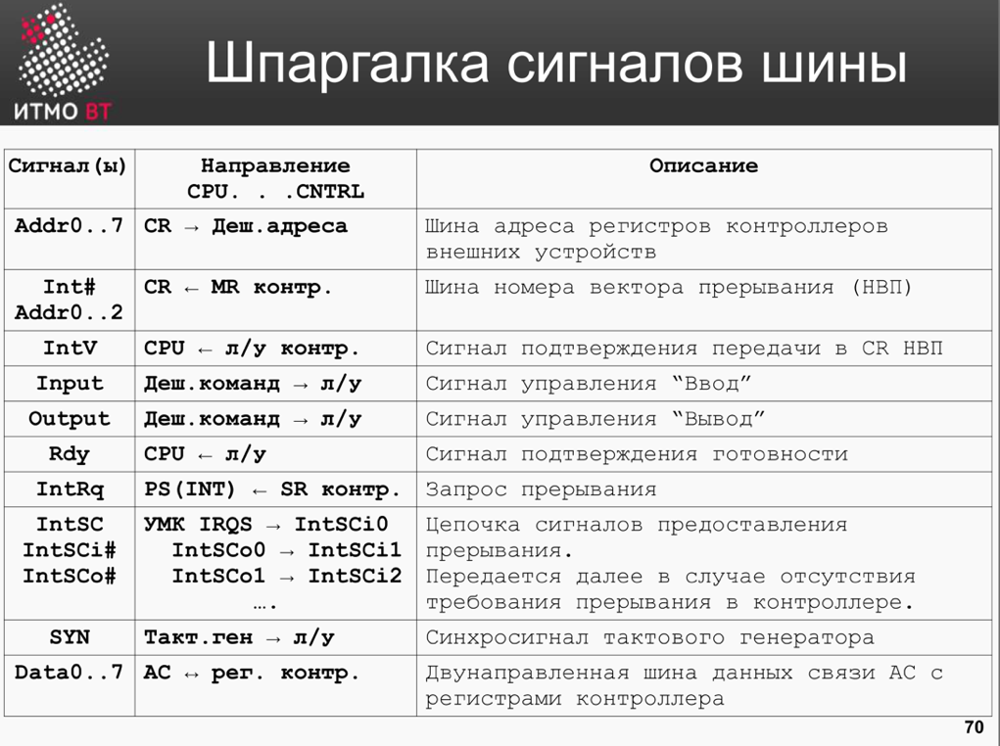 ИТМО ВТ
Шпаргалка сигналов шины
Сигнал(ы)
Направление
CPU. . .CNTRL
Описание
Addr0..7
CR → Деш.адреса
Шина адреса регистров контроллеров
внешних устройств
Int#
Addr0..2
CR ← MR контр.
Шина номера вектора прерывания (НВП)
IntV
CPU ← л/у контр.
Сигнал подтверждения передачи в CR НВП
Input
Деш.команд → л/у
Сигнал управления “Ввод”
Output
Деш.команд → л/у
Сигнал управления “Вывод”
Rdy
CPU ← л/у
Сигнал подтверждения готовности
IntRq
PS(INT) ← SR контр.
Запрос прерывания
IntSC
IntSCi#
IntSCo#
УМК IRQS → IntSCi0
IntSCo0 → IntSCi1
IntSCo1 → IntSCi2
….
Цепочка сигналов предоставления
прерывания.
Передается далее в случае отсутствия
требования прерывания в контроллере.
SYN
Такт.ген → л/у
Синхросигнал тактового генератора
Data0..7
AC ↔ рег. контр.
Двунаправленная шина данных связи AC с
регистрами контроллера
70